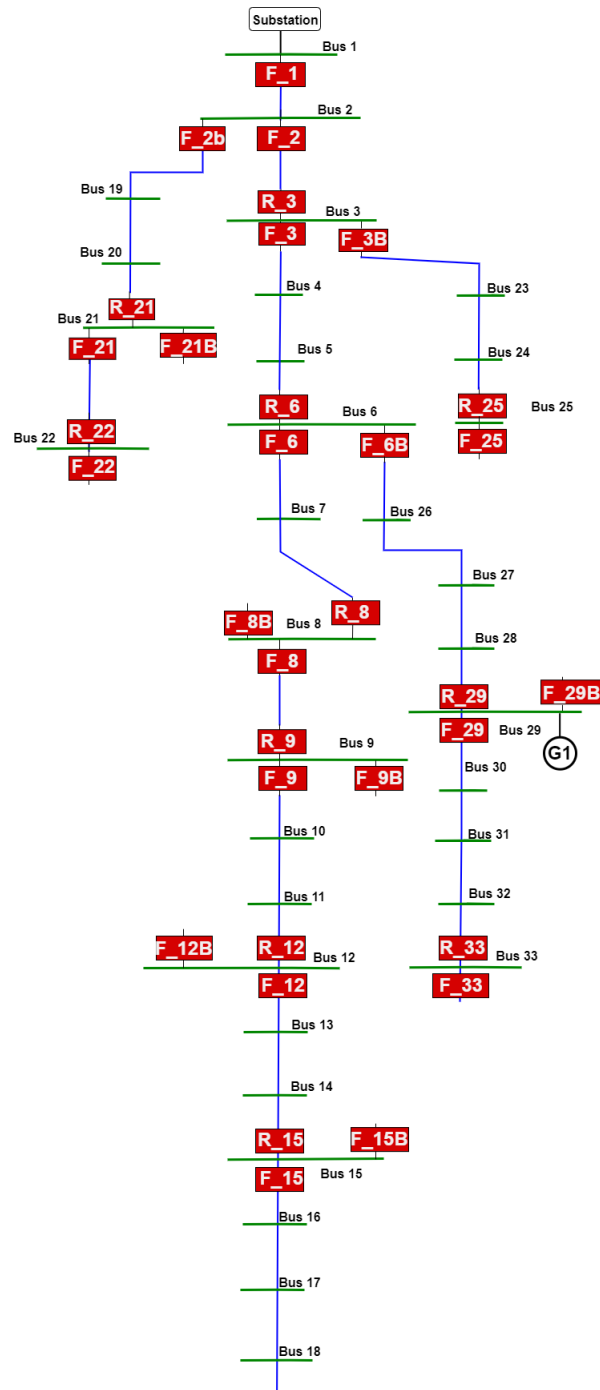 Substation
Bus 1
F_1
Bus 2
F_2b
F_2
Bus 19
R_3
Bus 3
F_3
F_3B
Bus 20
Bus 4
Bus 23
R_21
Bus 21
F_21
F_21B
Bus 5
Bus 24
R_6
Bus 6
R_25
Bus 25
R_22
Bus 22
F_22
F_6
F_6B
F_25
Bus 7
Bus 26
Bus 27
R_8
F_8B
Bus 8
F_8
Bus 28
R_29
F_29B
F_29
Bus 29
G1
R_9
Bus 9
F_9
F_9B
Bus 30
Bus 10
Bus 31
Bus 11
Bus 32
F_12B
R_12
Bus 12
F_12
R_33
Bus 33
F_33
Bus 13
Bus 14
R_15
F_15B
F_15
Bus 15
Bus 16
Bus 17
Bus 18